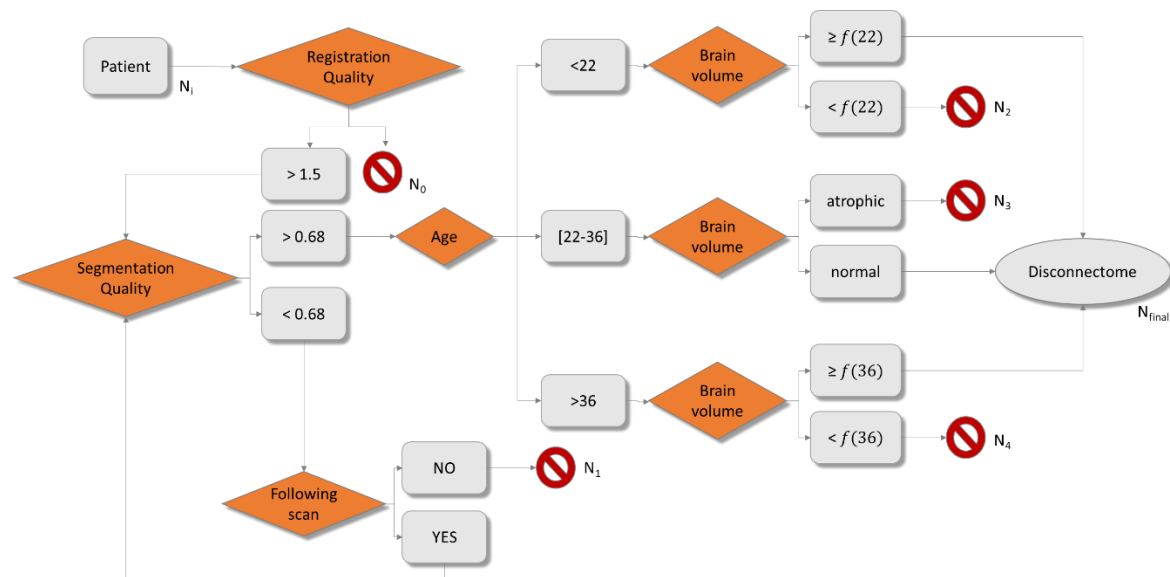 Patient
N₀
Registration
Quality
> 1.5
Nᵢ
Segmentation
Quality
> 0.68
< 0.68
Following
scan
NO
YES
N₁
Age
<22
Brain
volume
≥ f(22)
< f(22)
N₂
[22-36]
Brain
volume
atrophic
normal
N₃
>36
Brain
volume
≥ f(36)
< f(36)
N₄
Disconnectome
N_final